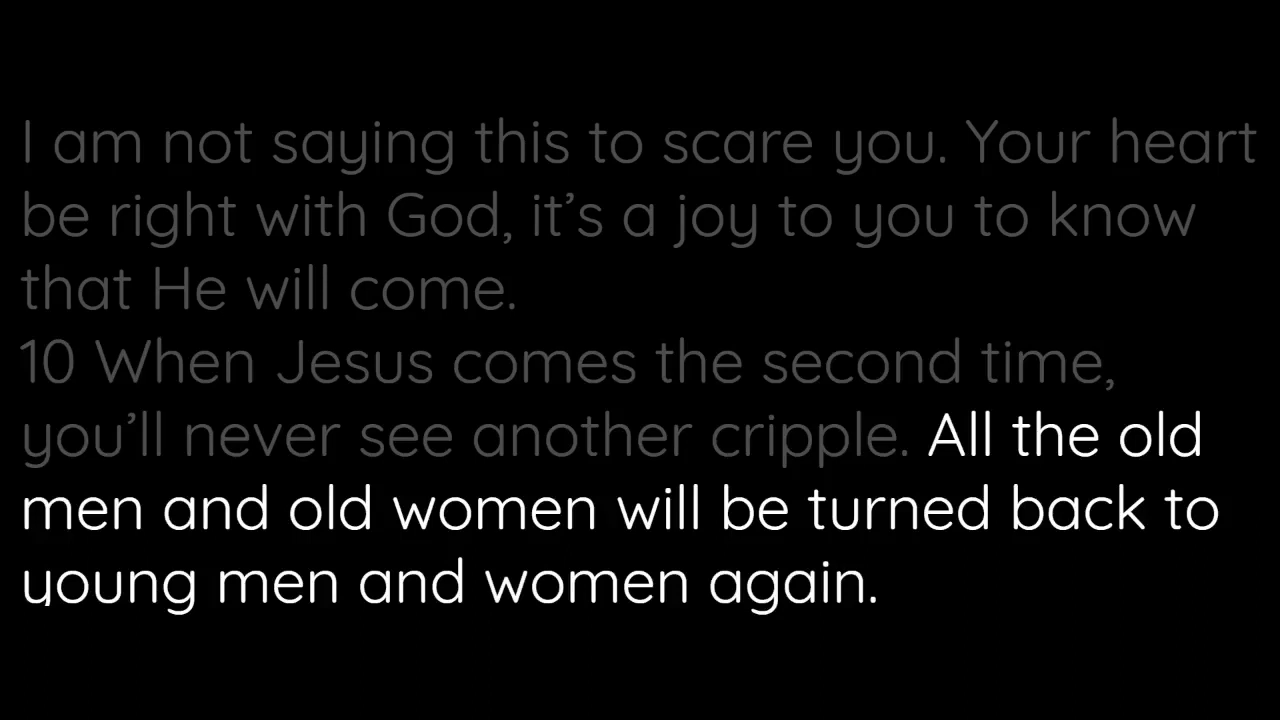 I am not saying this to scare you. Your heart
be right with God, it’s a joy to you to know
that He will come.
10 When Jesus comes the second time,
you’ll never see another cripple. All the old
men and old women will be turned back to
young men and women again.